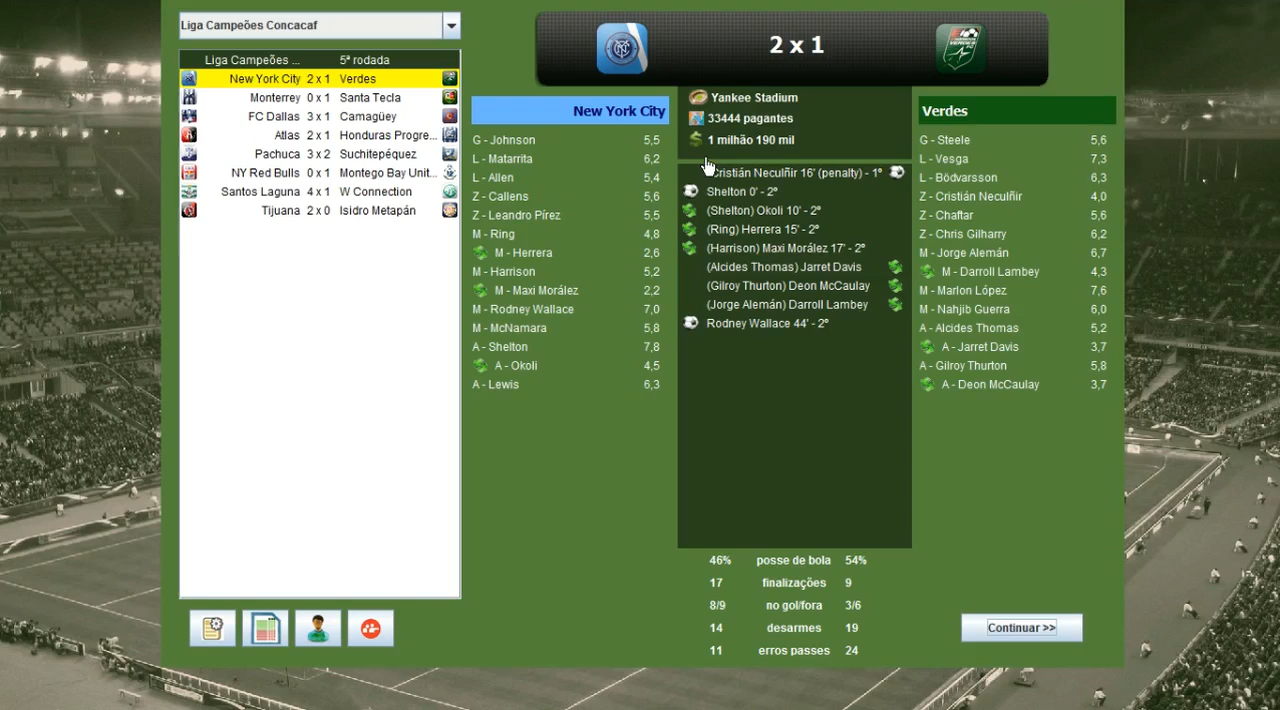 Liga Campeões Concacaf
Liga Campeões ... 5ª rodada
New York City 2 x 1 Verdes
Monterrey 0 x 1 Santa Tecla
FC Dallas 3 x 1 Camagüey
Atlas 2 x 1 Honduras Progre...
Pachuca 3 x 2 Suchitepéquez
NY Red Bulls 0 x 1 Montego Bay Unit...
Santos Laguna 4 x 1 W Connection
Tijuana 2 x 0 Isidro Metapán
2 x 1
New York City
G - Johnson 5,5
L - Matarrita 6,2
L - Allen 5,4
Z - Callens 5,6
Z - Leandro Pírez 5,5
M - Ring 4,8
M - Herrera 2,6
M - Harrison 5,2
M - Maxi Morález 2,2
M - Rodney Wallace 7,0
M - McNamara 5,8
A - Shelton 7,8
A - Okoli 4,5
A - Lewis 6,3
Yankee Stadium
33444 pagantes
1 milhão 190 mil
Cristián Neculñir 16' (penalty) - 1º
Shelton 0' - 2º
(Shelton) Okoli 10' - 2º
(Ring) Herrera 15' - 2º
(Harrison) Maxi Morález 17' - 2º
(Alcides Thomas) Jarret Davis
(Gilroy Thurton) Deon McCaulay
(Jorge Alemán) Darroll Lambey
Rodney Wallace 44' - 2º
46% posse de bola 54%
17 finalizações 9
8/9 no gol/fora 3/6
14 desarmes 19
11 erros passes 24
Verdes
G - Steele 5,6
L - Vesga 7,3
L - Bödvarsson 6,3
Z - Cristián Neculñir 4,0
Z - Chaftar 5,6
Z - Chris Gilharry 6,2
M - Jorge Alemán 6,7
M - Darroll Lambey 4,3
M - Marlon López 7,6
M - Nahjib Guerra 6,0
A - Alcides Thomas 5,2
A - Jarret Davis 3,7
A - Gilroy Thurton 5,8
A - Deon McCaulay 3,7
Continuar >>